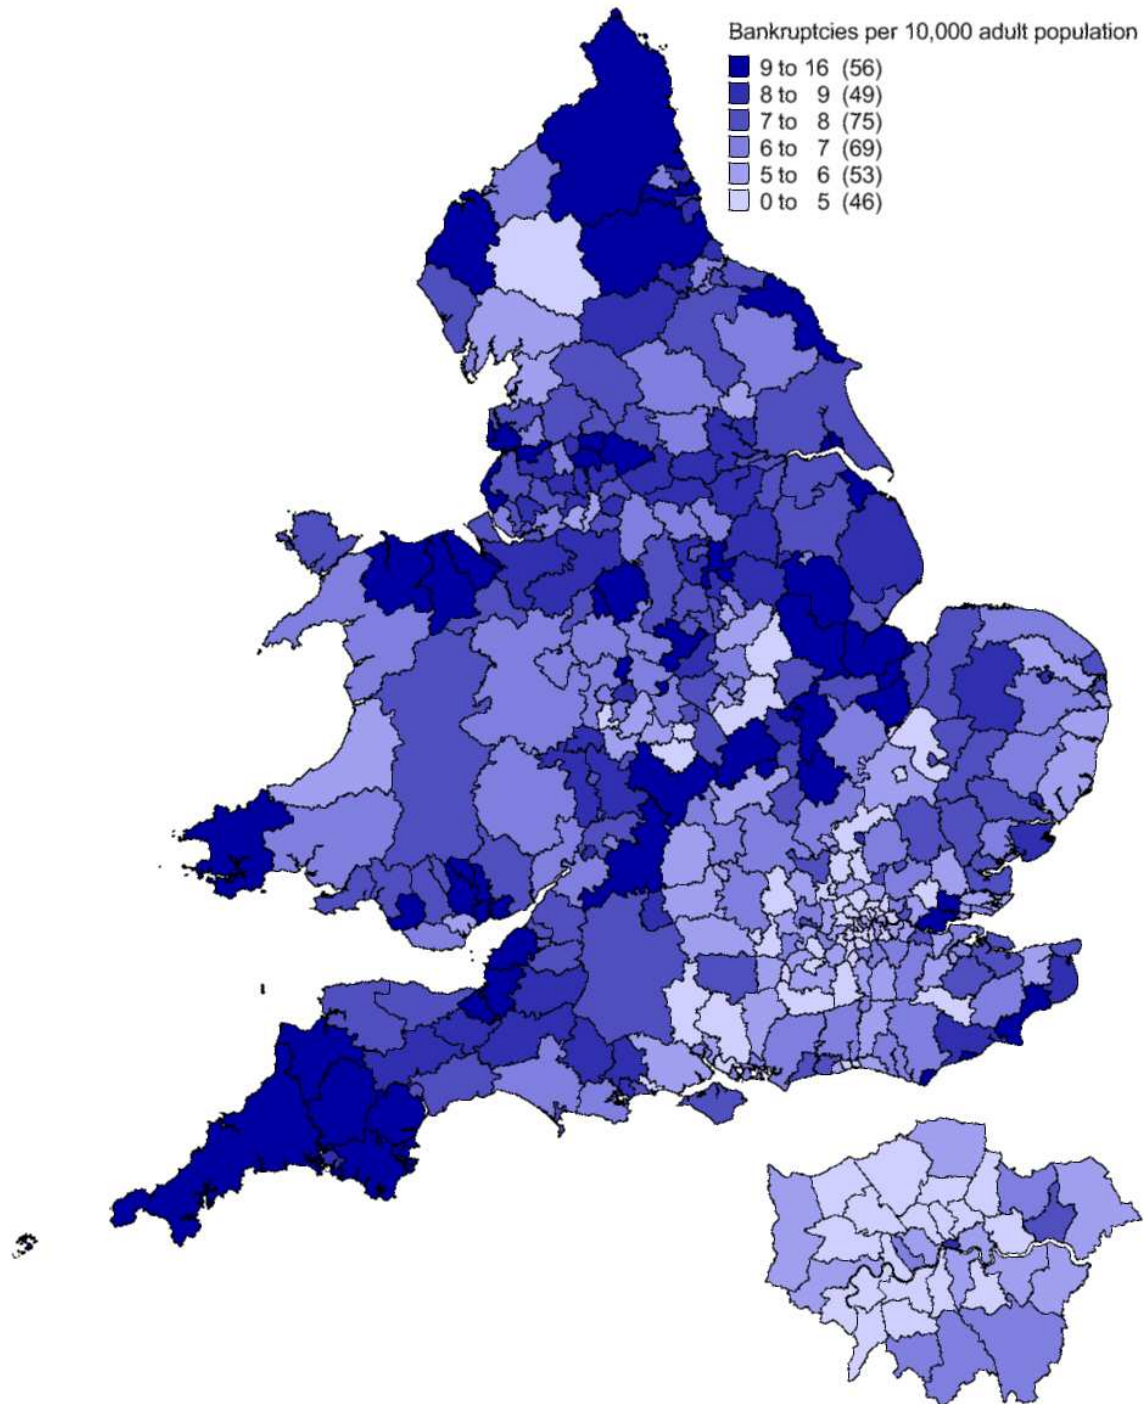 Bankruptcies per 10,000 adult population
9 to 16 (56)
8 to 9 (49)
7 to 8 (75)
6 to 7 (69)
5 to 6 (53)
0 to 5 (46)